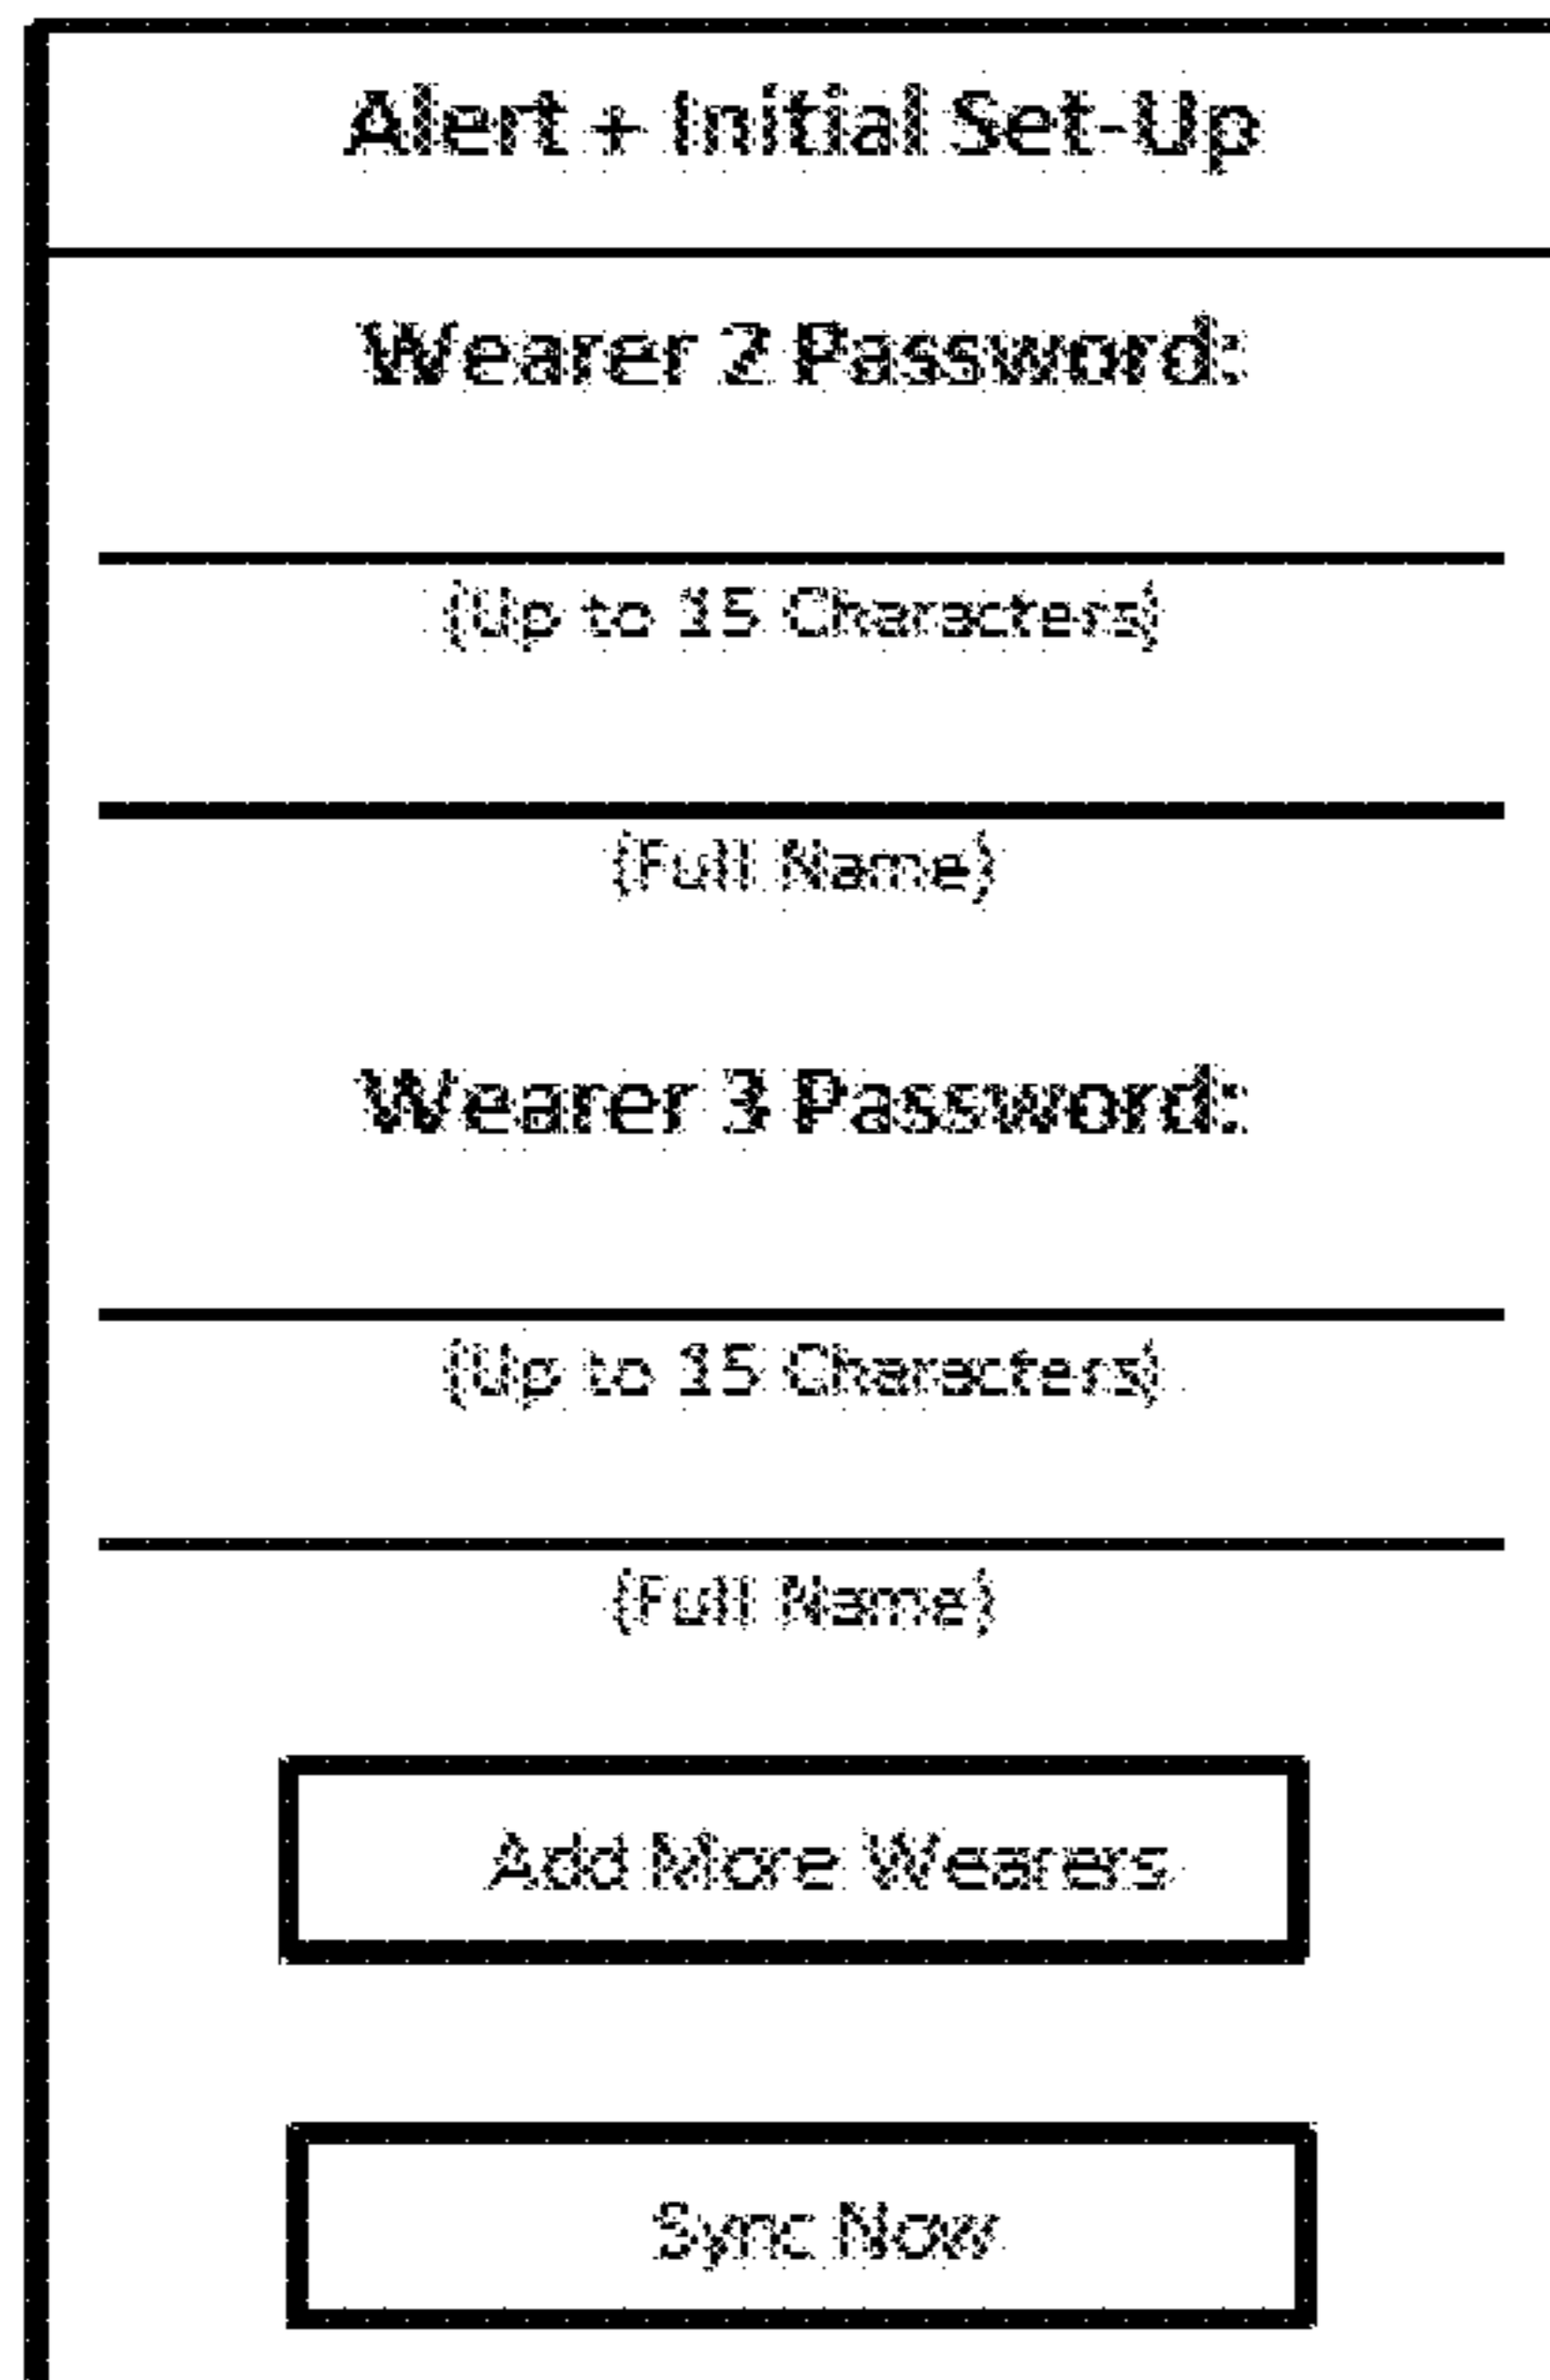 Alert + Initial Set-Up
Wearer 2 Password:
(Up to 15 Characters)
(Full Name)
Wearer 3 Password:
(Up to 15 Characters)
(Full Name)
Add More Wearers
Sync Now